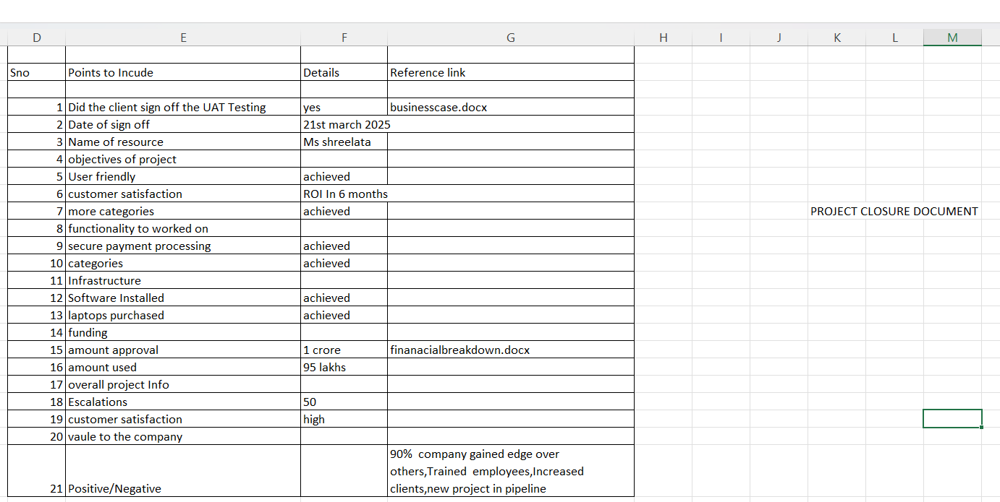 D E F G H I J K L M
Sno Points to Incude Details Reference link
1 Did the client sign off the UAT Testing yes businesscase.docx
2 Date of sign off 21st march 2025
3 Name of resource Ms shreelata
4 objectives of project
5 User friendly achieved
6 customer satisfaction ROI In 6 months
7 more categories achieved PROJECT CLOSURE DOCUMENT
8 functionality to worked on
9 secure payment processing achieved
10 categories achieved
11 Infrastructure
12 Software Installed achieved
13 laptops purchased achieved
14 funding
15 amount approval 1 crore finanacialbreakdown.docx
16 amount used 95 lakhs
17 overall project Info
18 Escalations 50
19 customer satisfaction high
20 vaule to the company
90% company gained edge over
others,Trained employees,Increased
21 Positive/Negative clients,new project in pipeline